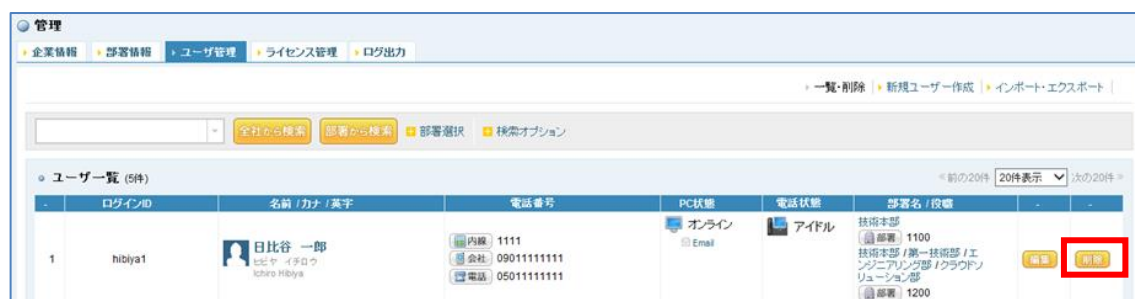 管理
企業情報 部署情報 ユーザ管理 ライセンス管理 ログ出力
一覧・削除 新規ユーザー作成 インポート・エクスポート
全社から検索 部署から検索 部署選択 検索オプション
ユーザ一覧 (5件) «前の20件 20件表示 次の20件»
- ログインID 名前 / カナ / 英字 電話番号 PC状態 電話状態 部署名 / 役職 - -
1 hibiya1 日比谷 一郎 内線 1111 オンライン アイドル 技術本部 編集 削除
ヒビヤ イチロウ 会社 09011111111 Email 部署 1100
Ichiro Hibiya 電話 05011111111 技術本部 / 第一技術部 / エ
ンジニアリング部 / クラウドソ
リューション部
部署 1200